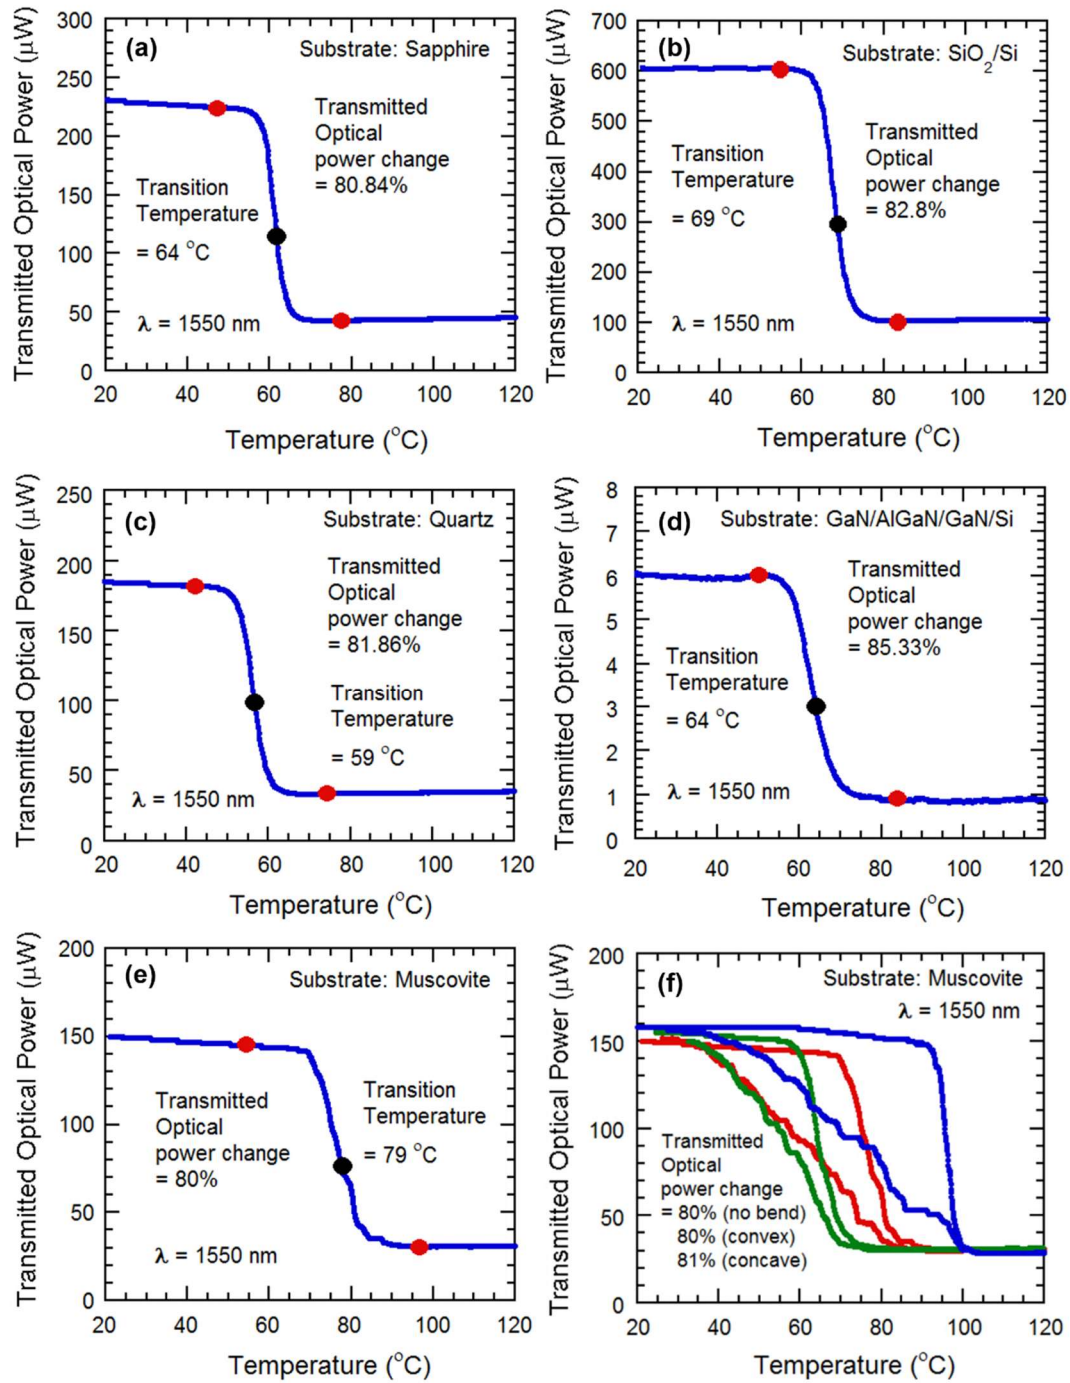 (a) Substrate: Sapphire
Transmitted
Optical
power change
= 80.84%
Transition
Temperature
= 64 °C
λ = 1550 nm
Transmitted Optical Power (μW)
300
250
200
150
100
50
0
20 40 60 80 100 120
Temperature (°C)
(b) Substrate: SiO₂/Si
Transmitted
Optical
power change
= 82.8%
Transition
Temperature
= 69 °C
λ = 1550 nm
Transmitted Optical Power (μW)
700
600
500
400
300
200
100
0
20 40 60 80 100 120
Temperature (°C)
(c) Substrate: Quartz
Transmitted
Optical
power change
= 81.86%
Transition
Temperature
= 59 °C
λ = 1550 nm
Transmitted Optical Power (μW)
250
200
150
100
50
0
20 40 60 80 100 120
Temperature (°C)
(d) Substrate: GaN/AlGaN/GaN/Si
Transmitted
Optical
power change
= 85.33%
Transition
Temperature
= 64 °C
λ = 1550 nm
Transmitted Optical Power (μW)
8
7
6
5
4
3
2
1
0
20 40 60 80 100 120
Temperature (°C)
(e) Substrate: Muscovite
Transition
Temperature
= 79 °C
Transmitted
Optical
power change
= 80%
λ = 1550 nm
Transmitted Optical Power (μW)
200
150
100
50
0
20 40 60 80 100 120
Temperature (°C)
(f) Substrate: Muscovite
λ = 1550 nm
Transmitted
Optical
power change
= 80% (no bend)
80% (convex)
81% (concave)
Transmitted Optical Power (μW)
200
150
100
50
0
20 40 60 80 100 120
Temperature (°C)